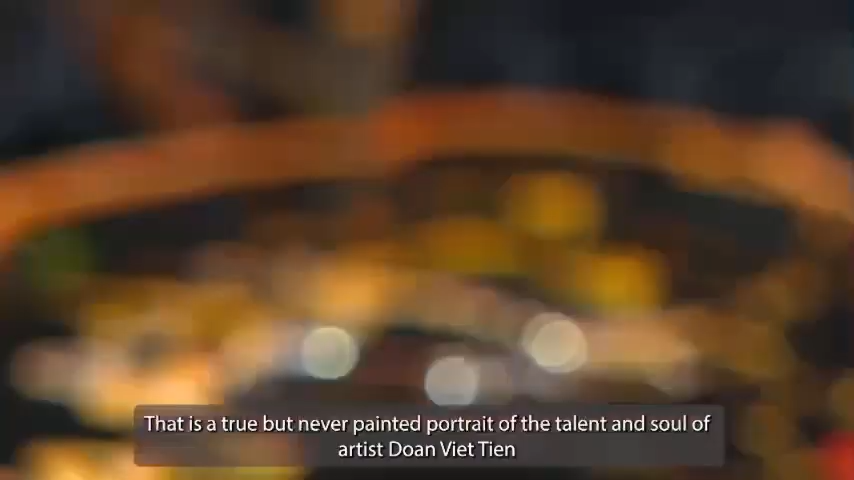 That is a true but never painted portrait of the talent and soul of
artist Doan Viet Tien